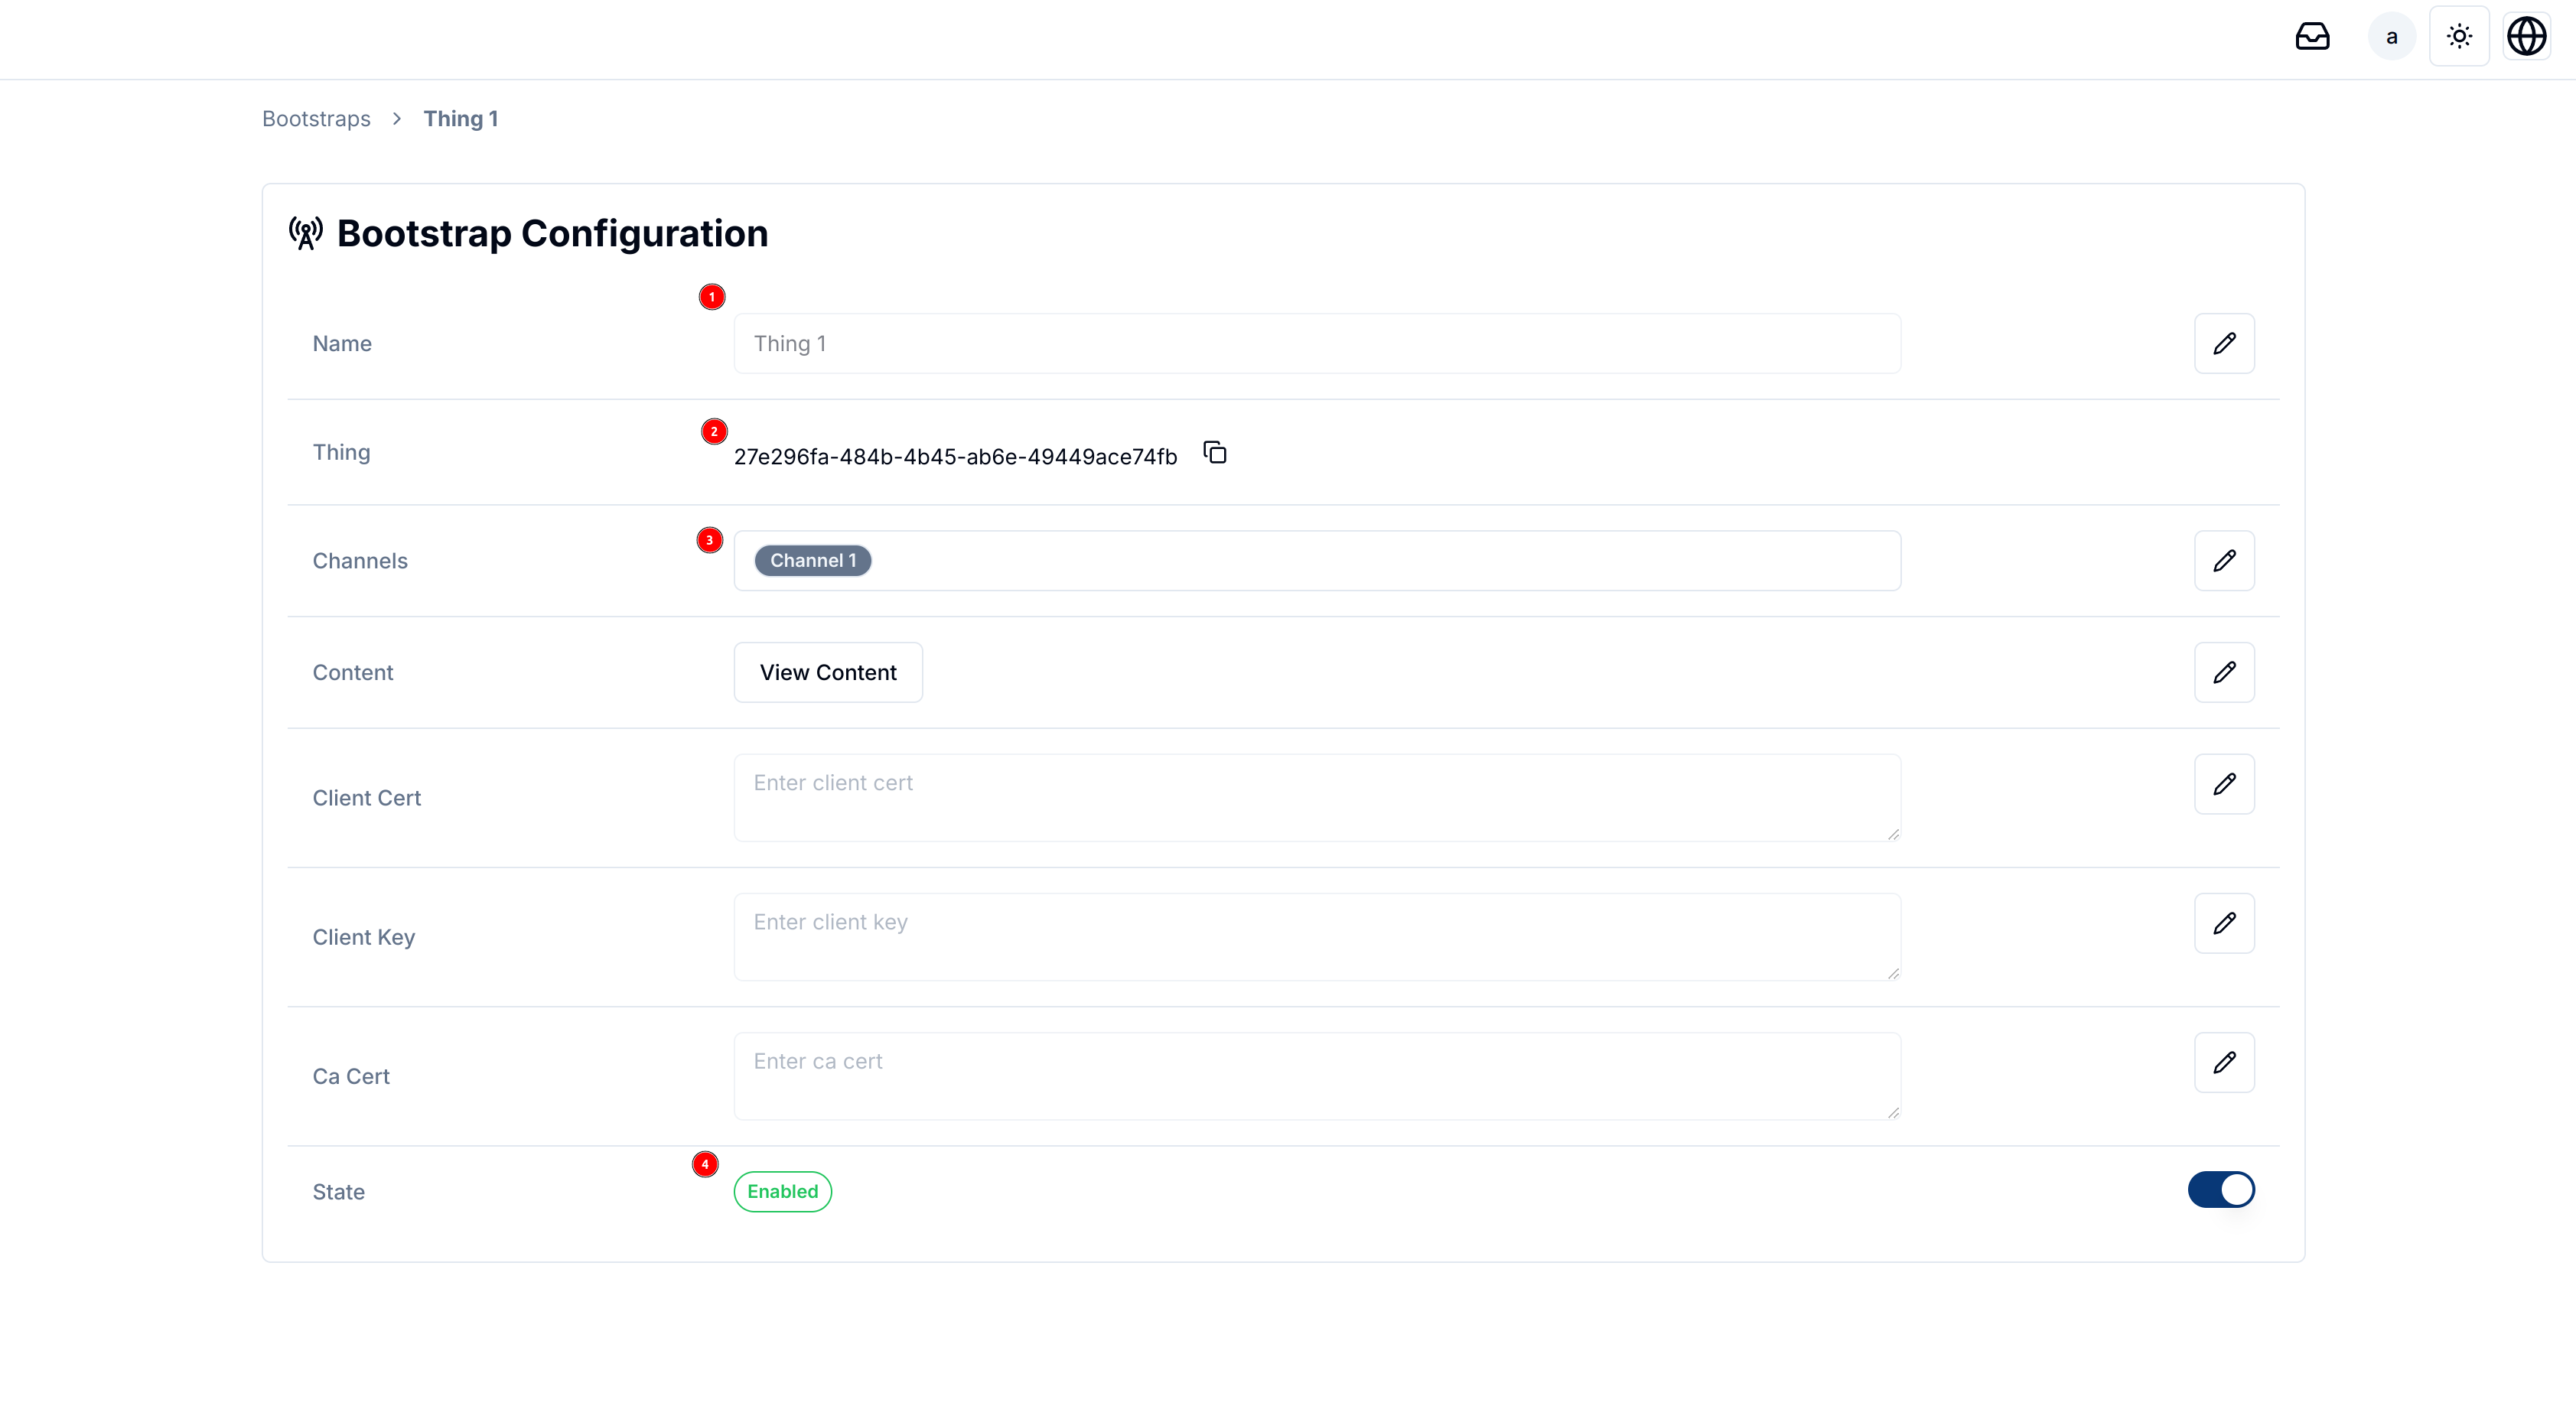 a
Bootstraps > Thing 1
Bootstrap Configuration
1
Name
Thing 1
2
Thing
27e296fa-484b-4b45-ab6e-49449ace74fb
3
Channels
Channel 1
Content
View Content
Client Cert
Enter client cert
Client Key
Enter client key
Ca Cert
Enter ca cert
4
State
Enabled